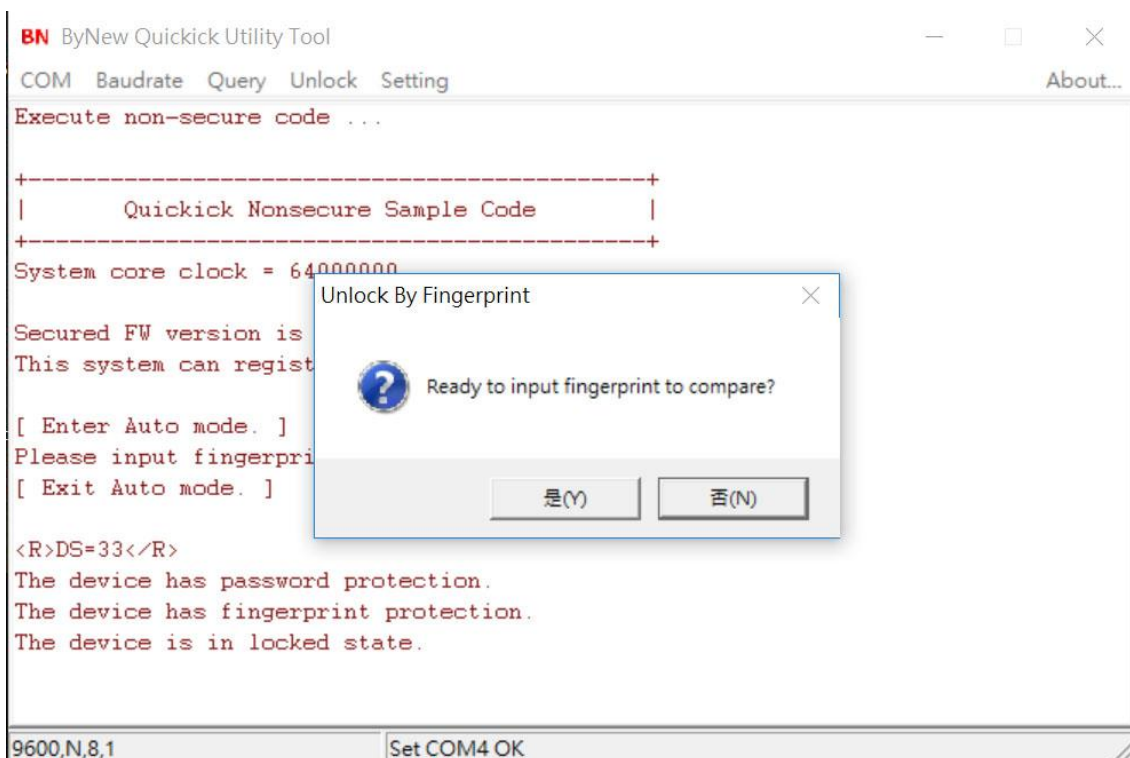 BN ByNew Quickick Utility Tool
COM Baudrate Query Unlock Setting About...
Execute non-secure code ...
+---------------------------------------------+
| Quickick Nonsecure Sample Code |
+---------------------------------------------+
System core clock = 64000000
Unlock By Fingerprint
Secured FW version is
This system can regist
Ready to input fingerprint to compare?
[ Enter Auto mode. ]
Please input fingerpri
[ Exit Auto mode. ]
是(Y) 否(N)
<R>DS=33</R>
The device has password protection.
The device has fingerprint protection.
The device is in locked state.
9600,N,8,1 Set COM4 OK